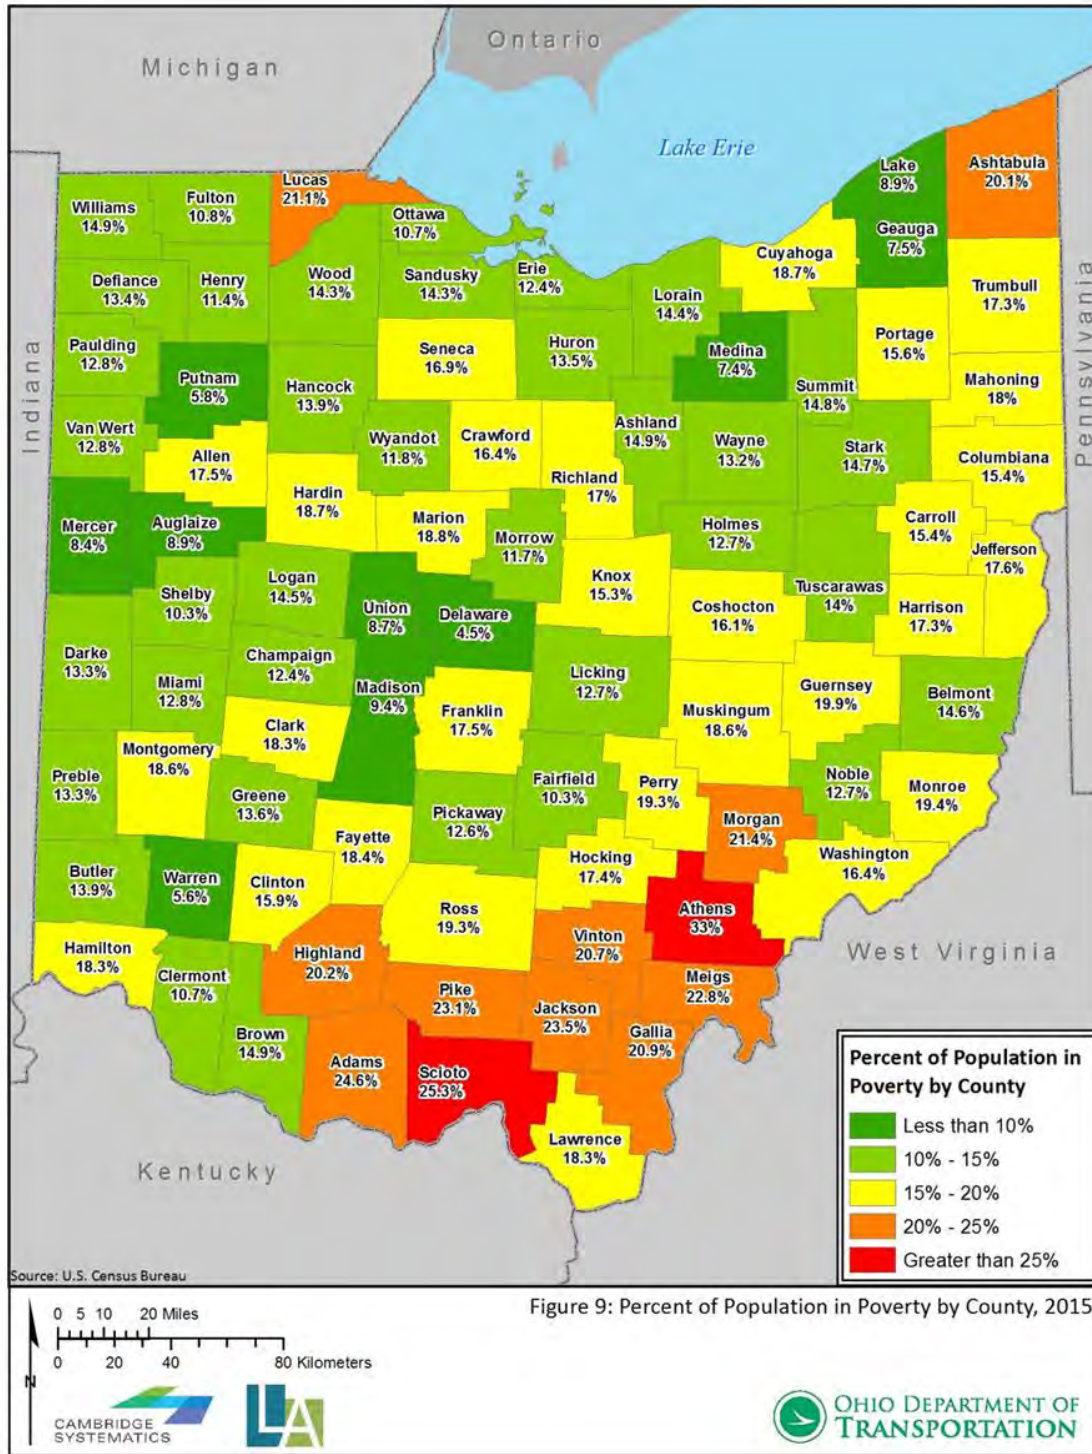 Ontario
Michigan
Lake Erie
Lake
8.9%
Ashtabula
20.1%
Lucas
21.1%
Fulton
10.8%
Williams
14.9%
Ottawa
10.7%
Geauga
7.5%
Cuyahoga
18.7%
Wood
14.3%
Sandusky
14.3%
Erie
12.4%
Defiance
13.4%
Henry
11.4%
Lorain
14.4%
Trumbull
17.3%
Pennsylvania
Indiana
Paulding
12.8%
Seneca
16.9%
Huron
13.5%
Medina
7.4%
Portage
15.6%
Putnam
5.8%
Hancock
13.9%
Summit
14.8%
Mahoning
18%
Van Wert
12.8%
Wyandot
11.8%
Crawford
16.4%
Ashland
14.9%
Wayne
13.2%
Stark
14.7%
Columbiana
15.4%
Allen
17.5%
Richland
17%
Hardin
18.7%
Marion
18.8%
Mercer
8.4%
Auglaize
8.9%
Morrow
11.7%
Holmes
12.7%
Carroll
15.4%
Jefferson
17.6%
Logan
14.5%
Knox
15.3%
Tuscarawas
14%
Shelby
10.3%
Union
8.7%
Delaware
4.5%
Coshocton
16.1%
Harrison
17.3%
Darke
13.3%
Champaign
12.4%
Licking
12.7%
Miami
12.8%
Madison
9.4%
Franklin
17.5%
Muskingum
18.6%
Guernsey
19.9%
Belmont
14.6%
Clark
18.3%
Montgomery
18.6%
Preble
13.3%
Greene
13.6%
Pickaway
12.6%
Fairfield
10.3%
Perry
19.3%
Noble
12.7%
Monroe
19.4%
Morgan
21.4%
Fayette
18.4%
Hocking
17.4%
Washington
16.4%
Butler
13.9%
Warren
5.6%
Clinton
15.9%
Ross
19.3%
Athens
33%
Hamilton
18.3%
Highland
20.2%
Vinton
20.7%
West Virginia
Clermont
10.7%
Pike
23.1%
Jackson
23.5%
Meigs
22.8%
Brown
14.9%
Gallia
20.9%
Adams
24.6%
Scioto
25.3%
Lawrence
18.3%
Kentucky
Percent of Population in
Poverty by County
Less than 10%
10% - 15%
15% - 20%
20% - 25%
Greater than 25%
Source: U.S. Census Bureau
Figure 9: Percent of Population in Poverty by County, 2015
0 5 10 20 Miles
0 20 40 80 Kilometers
N
CAMBRIDGE
SYSTEMATICS
LLA
OHIO DEPARTMENT OF
TRANSPORTATION